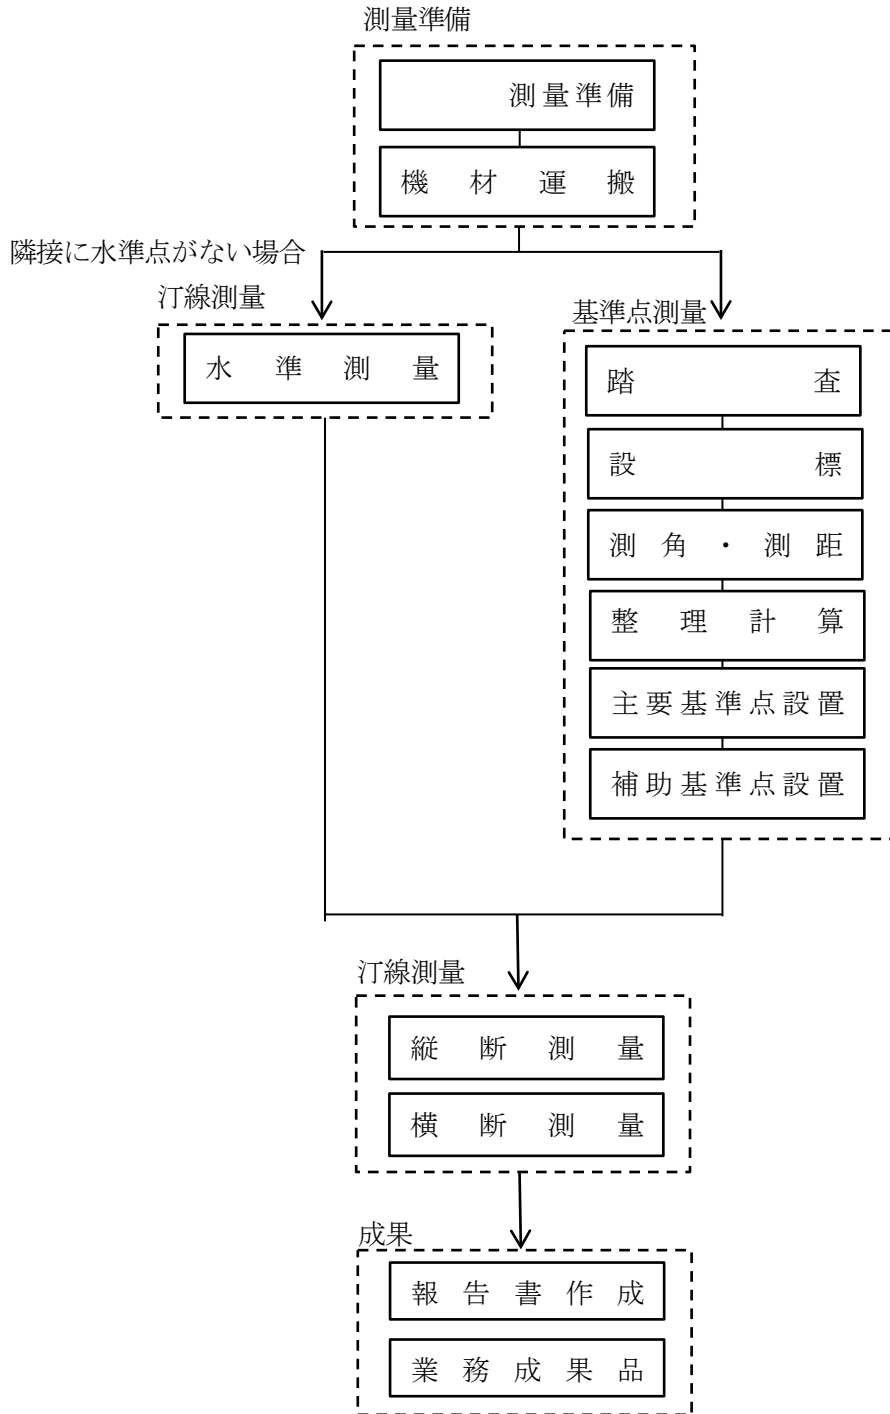 測量準備
測量準備
機材運搬
隣接に水準点がない場合
汀線測量
水準測量
基準点測量
踏査
設標
測角・測距
整理計算
主要基準点設置
補助基準点設置
汀線測量
縦断測量
横断測量
成果
報告書作成
業務成果品